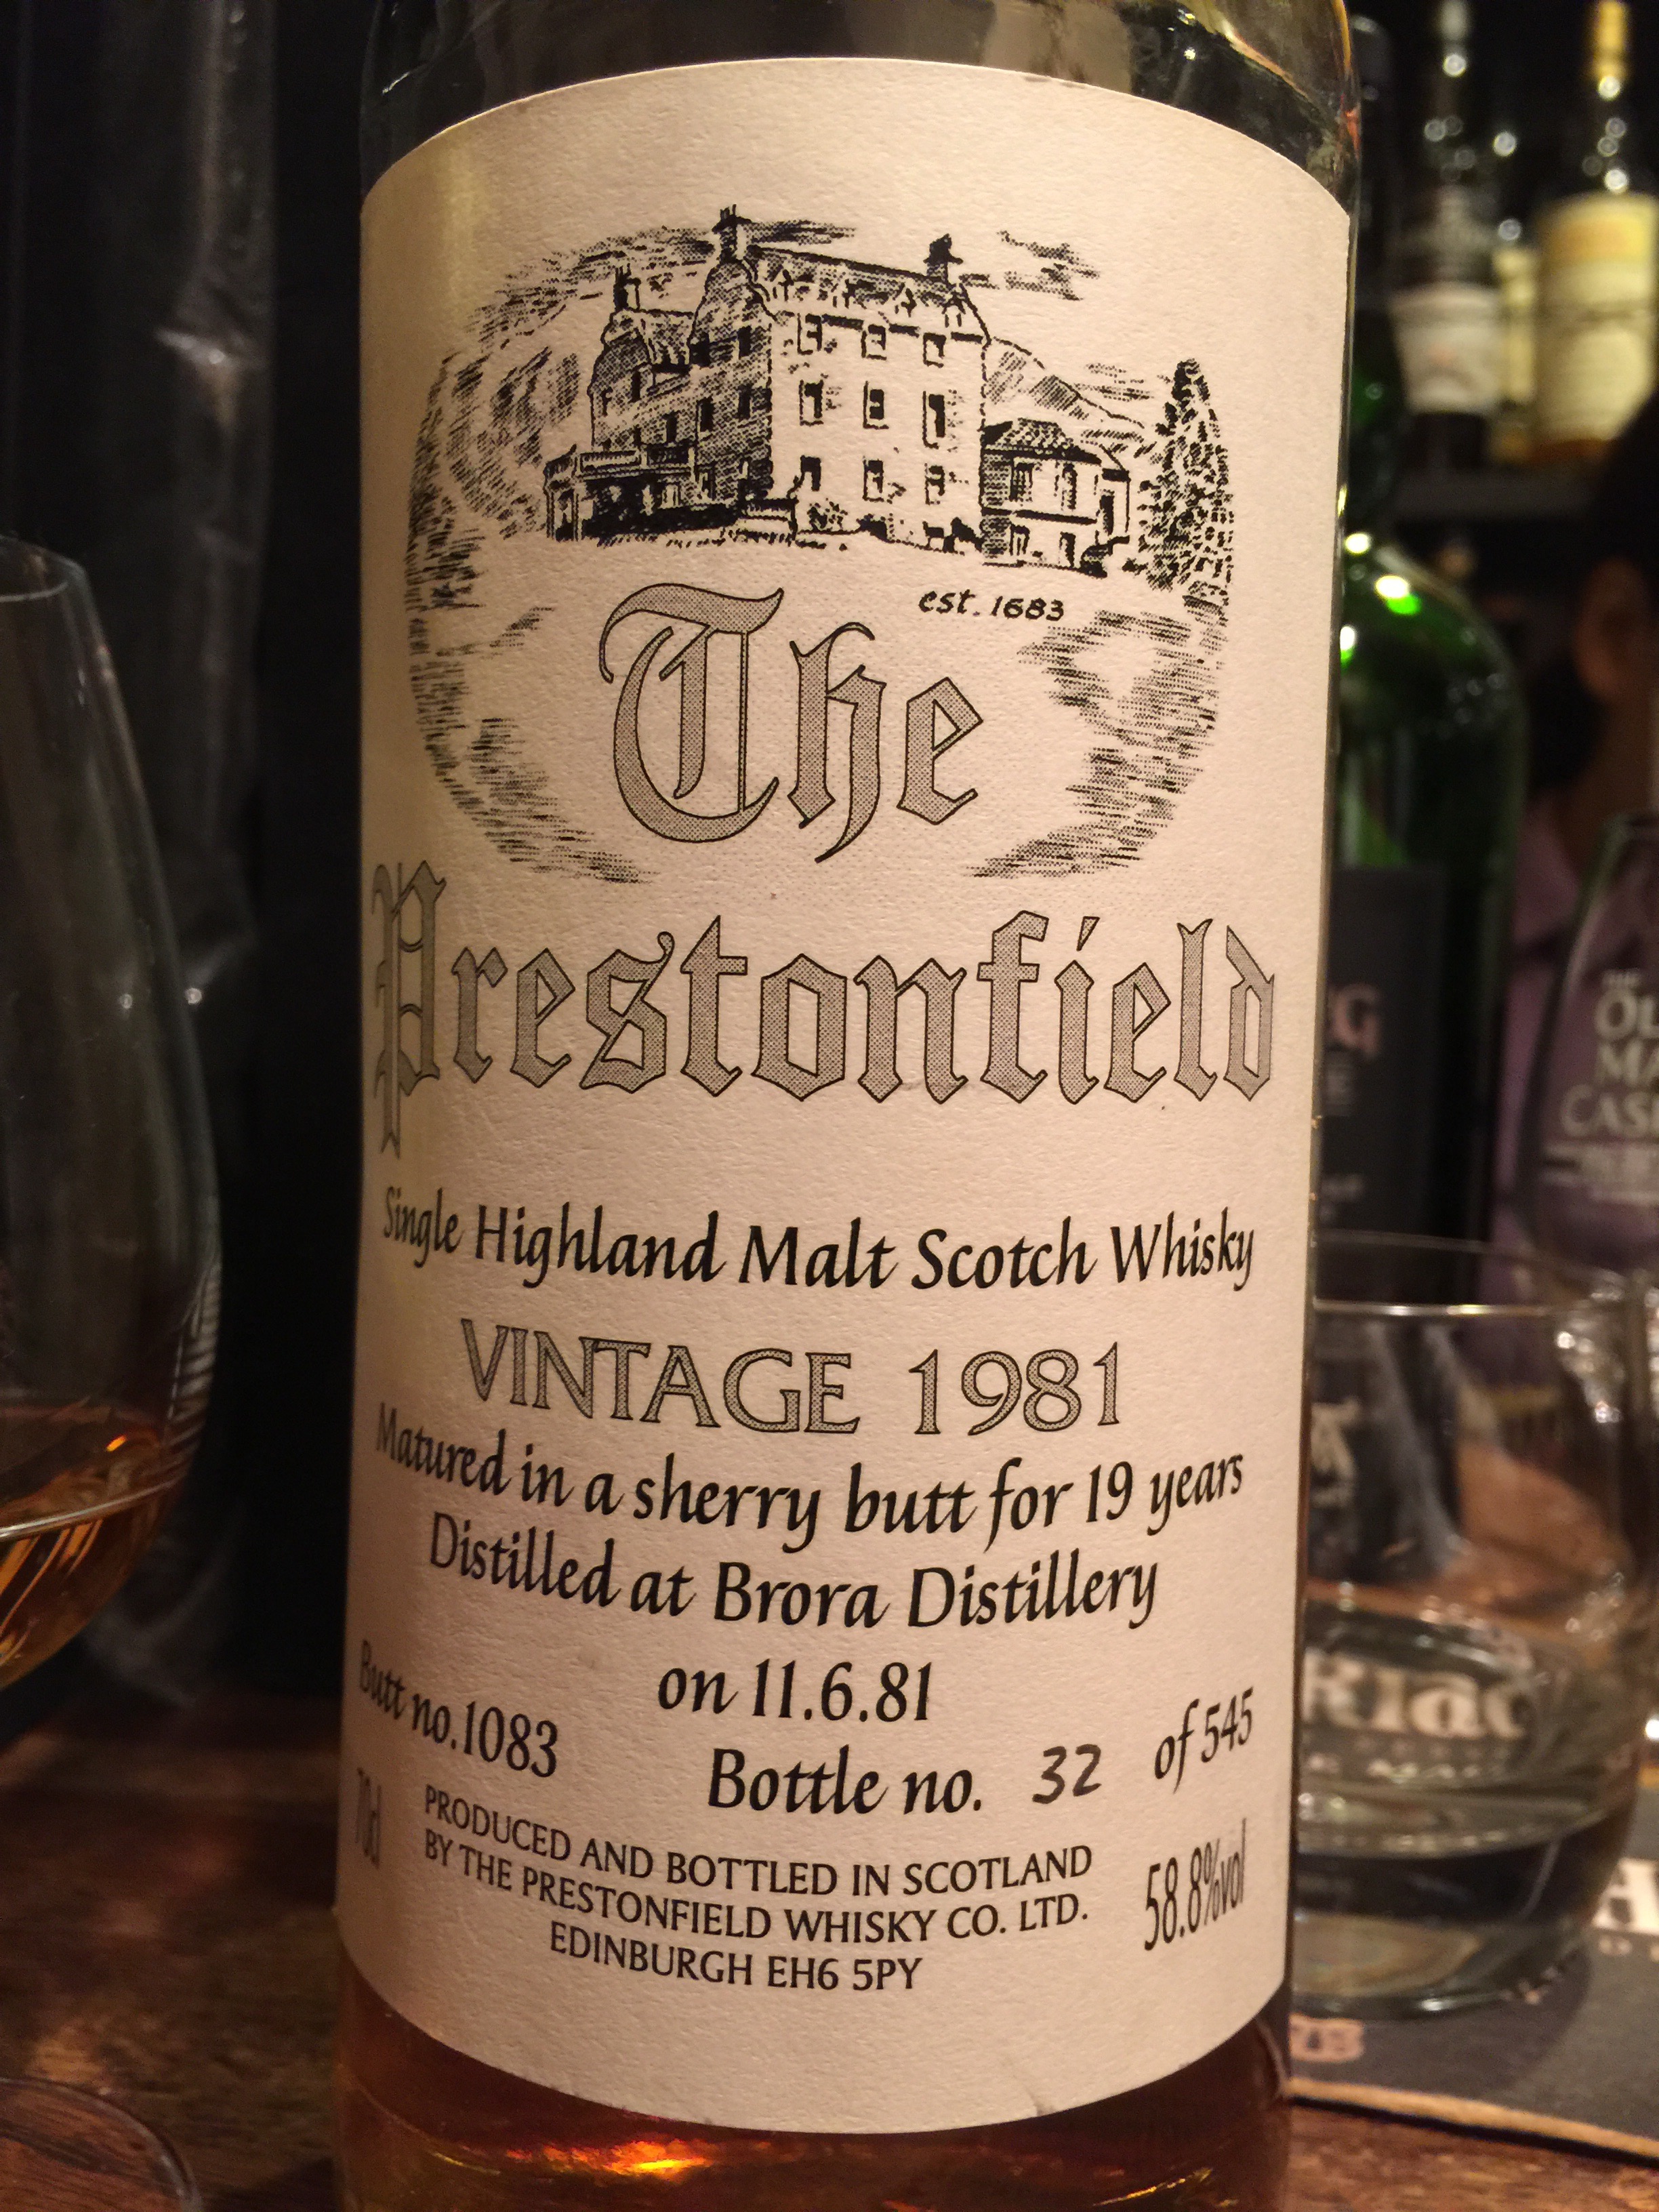 est. 1683
The
Prestonfield
Single Highland Malt Scotch Whisky
VINTAGE 1981
Matured in a sherry butt for 19 years
Distilled at Brora Distillery
on 11.6.81
Butt no.1083
Bottle no. 32 of 545
70cl
PRODUCED AND BOTTLED IN SCOTLAND
BY THE PRESTONFIELD WHISKY CO. LTD.
EDINBURGH EH6 5PY
58.8%vol
THE